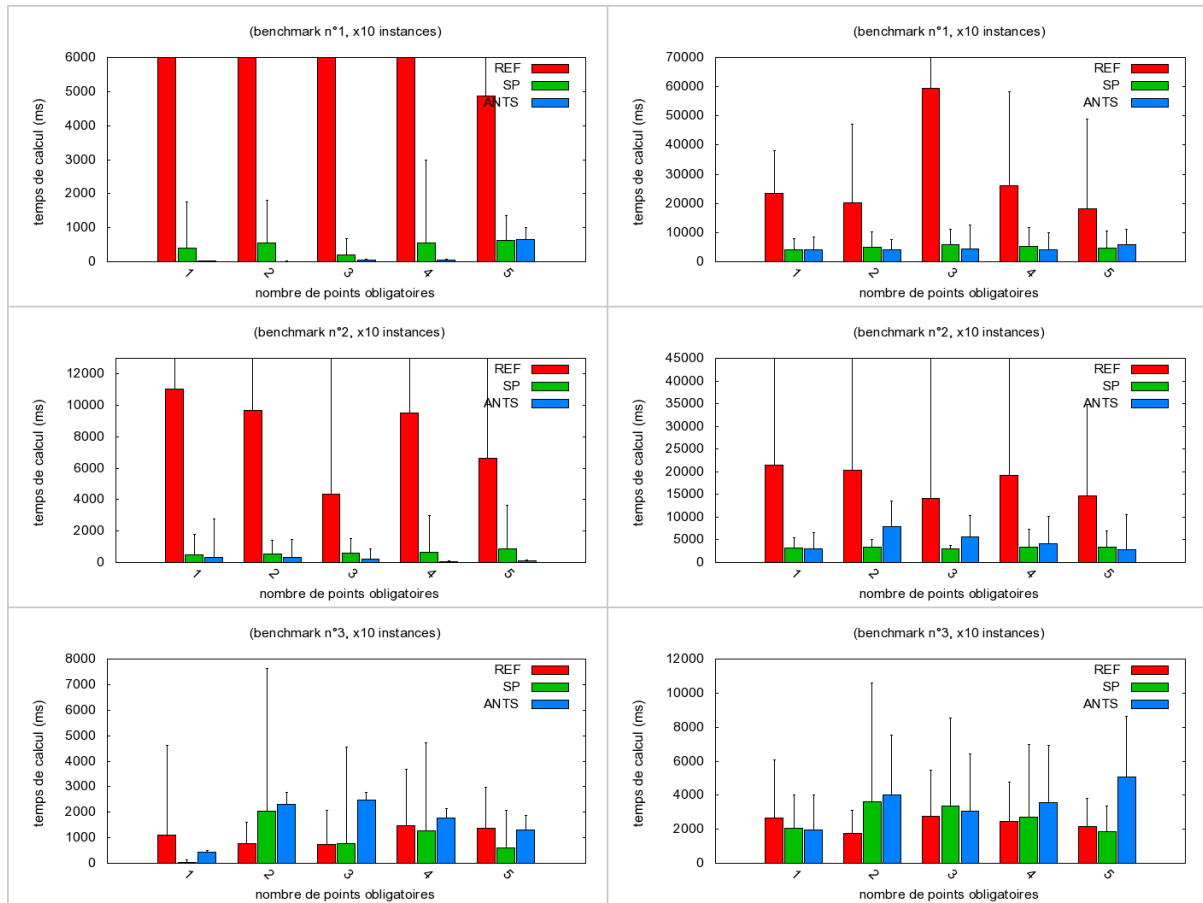 (benchmark n°1, x10 instances)
6000
5000
4000
3000
2000
1000
0
temps de calcul (ms)
REF
SP
ANTS
1 2 3 4 5
nombre de points obligatoires
(benchmark n°1, x10 instances)
70000
60000
50000
40000
30000
20000
10000
0
temps de calcul (ms)
REF
SP
ANTS
1 2 3 4 5
nombre de points obligatoires
(benchmark n°2, x10 instances)
12000
10000
8000
6000
4000
2000
0
temps de calcul (ms)
REF
SP
ANTS
1 2 3 4 5
nombre de points obligatoires
(benchmark n°2, x10 instances)
45000
40000
35000
30000
25000
20000
15000
10000
5000
0
temps de calcul (ms)
REF
SP
ANTS
1 2 3 4 5
nombre de points obligatoires
(benchmark n°3, x10 instances)
8000
7000
6000
5000
4000
3000
2000
1000
0
temps de calcul (ms)
REF
SP
ANTS
1 2 3 4 5
nombre de points obligatoires
(benchmark n°3, x10 instances)
12000
10000
8000
6000
4000
2000
0
temps de calcul (ms)
REF
SP
ANTS
1 2 3 4 5
nombre de points obligatoires